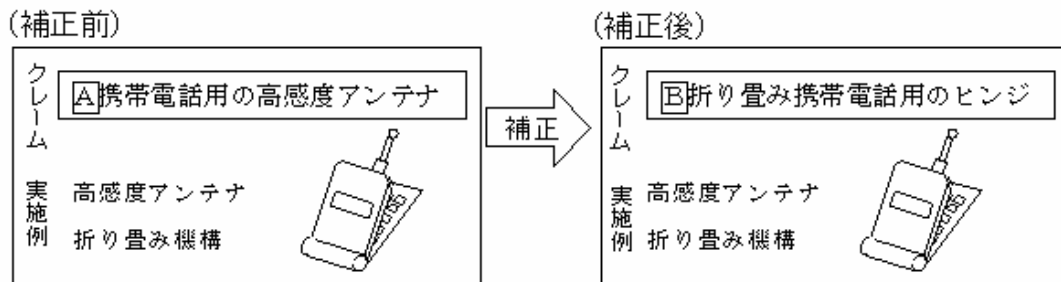 (補正前)
クレーム
A携帯電話用の高感度アンテナ
実施例
高感度アンテナ
折り畳み機構
補正
(補正後)
クレーム
B折り畳み携帯電話用のヒンジ
実施例
高感度アンテナ
折り畳み機構